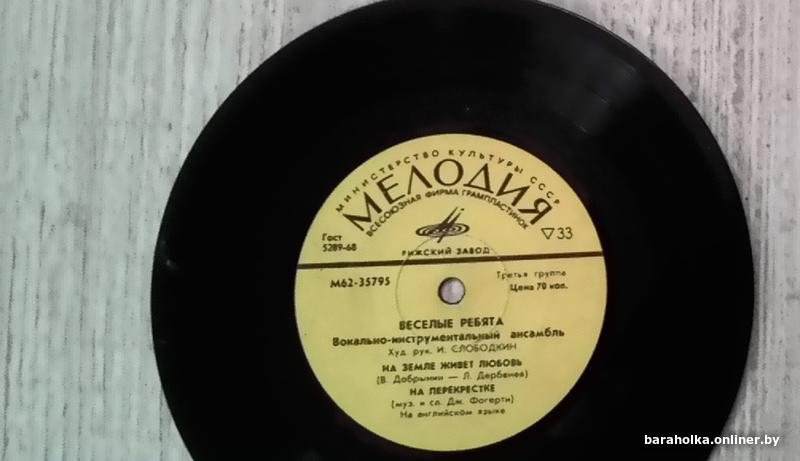 МИНИСТЕРСТВО КУЛЬТУРЫ СССР
МЕЛОДИЯ
ВСЕСОЮЗНАЯ ФИРМА ГРАМПЛАСТИНОК
Гост
5289-68
▽33
РИЖСКИЙ ЗАВОД
М62-35795
Третья группа
Цена 70 коп.
ВЕСЕЛЫЕ РЕБЯТА
Вокально-инструментальный ансамбль
Худ. рук. И. СЛОБОДКИН
НА ЗЕМЛЕ ЖИВЕТ ЛЮБОВЬ
(В. Добрынин — Л. Дербенев)
НА ПЕРЕКРЕСТКЕ
(муз. и сл. Дж. Фогерти)
На английском языке
baraholka.onliner.by